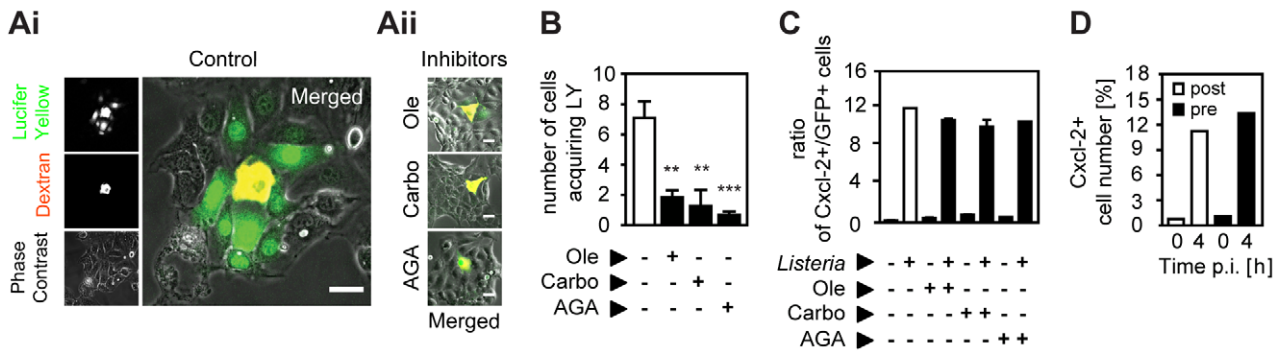 Ai
Aii
B
C
D
Control
Inhibitors
Lucifer
Yellow
Dextran
Phase
Contrast
Merged
Ole
Carbo
AGA
Merged
number of cells
acquiring LY
10
8
6
4
2
0
** ** ***
Ole - + - -
Carbo - - + -
AGA - - - +
ratio
of Cxcl-2+/GFP+ cells
16
12
10
4
0
Listeria - + - + - + - +
Ole - - + + - - - -
Carbo - - - - + + - -
AGA - - - - - - + +
Cxcl-2+
cell number [%]
18
15
12
9
6
3
0
post
pre
0 4 0 4
Time p.i. [h]